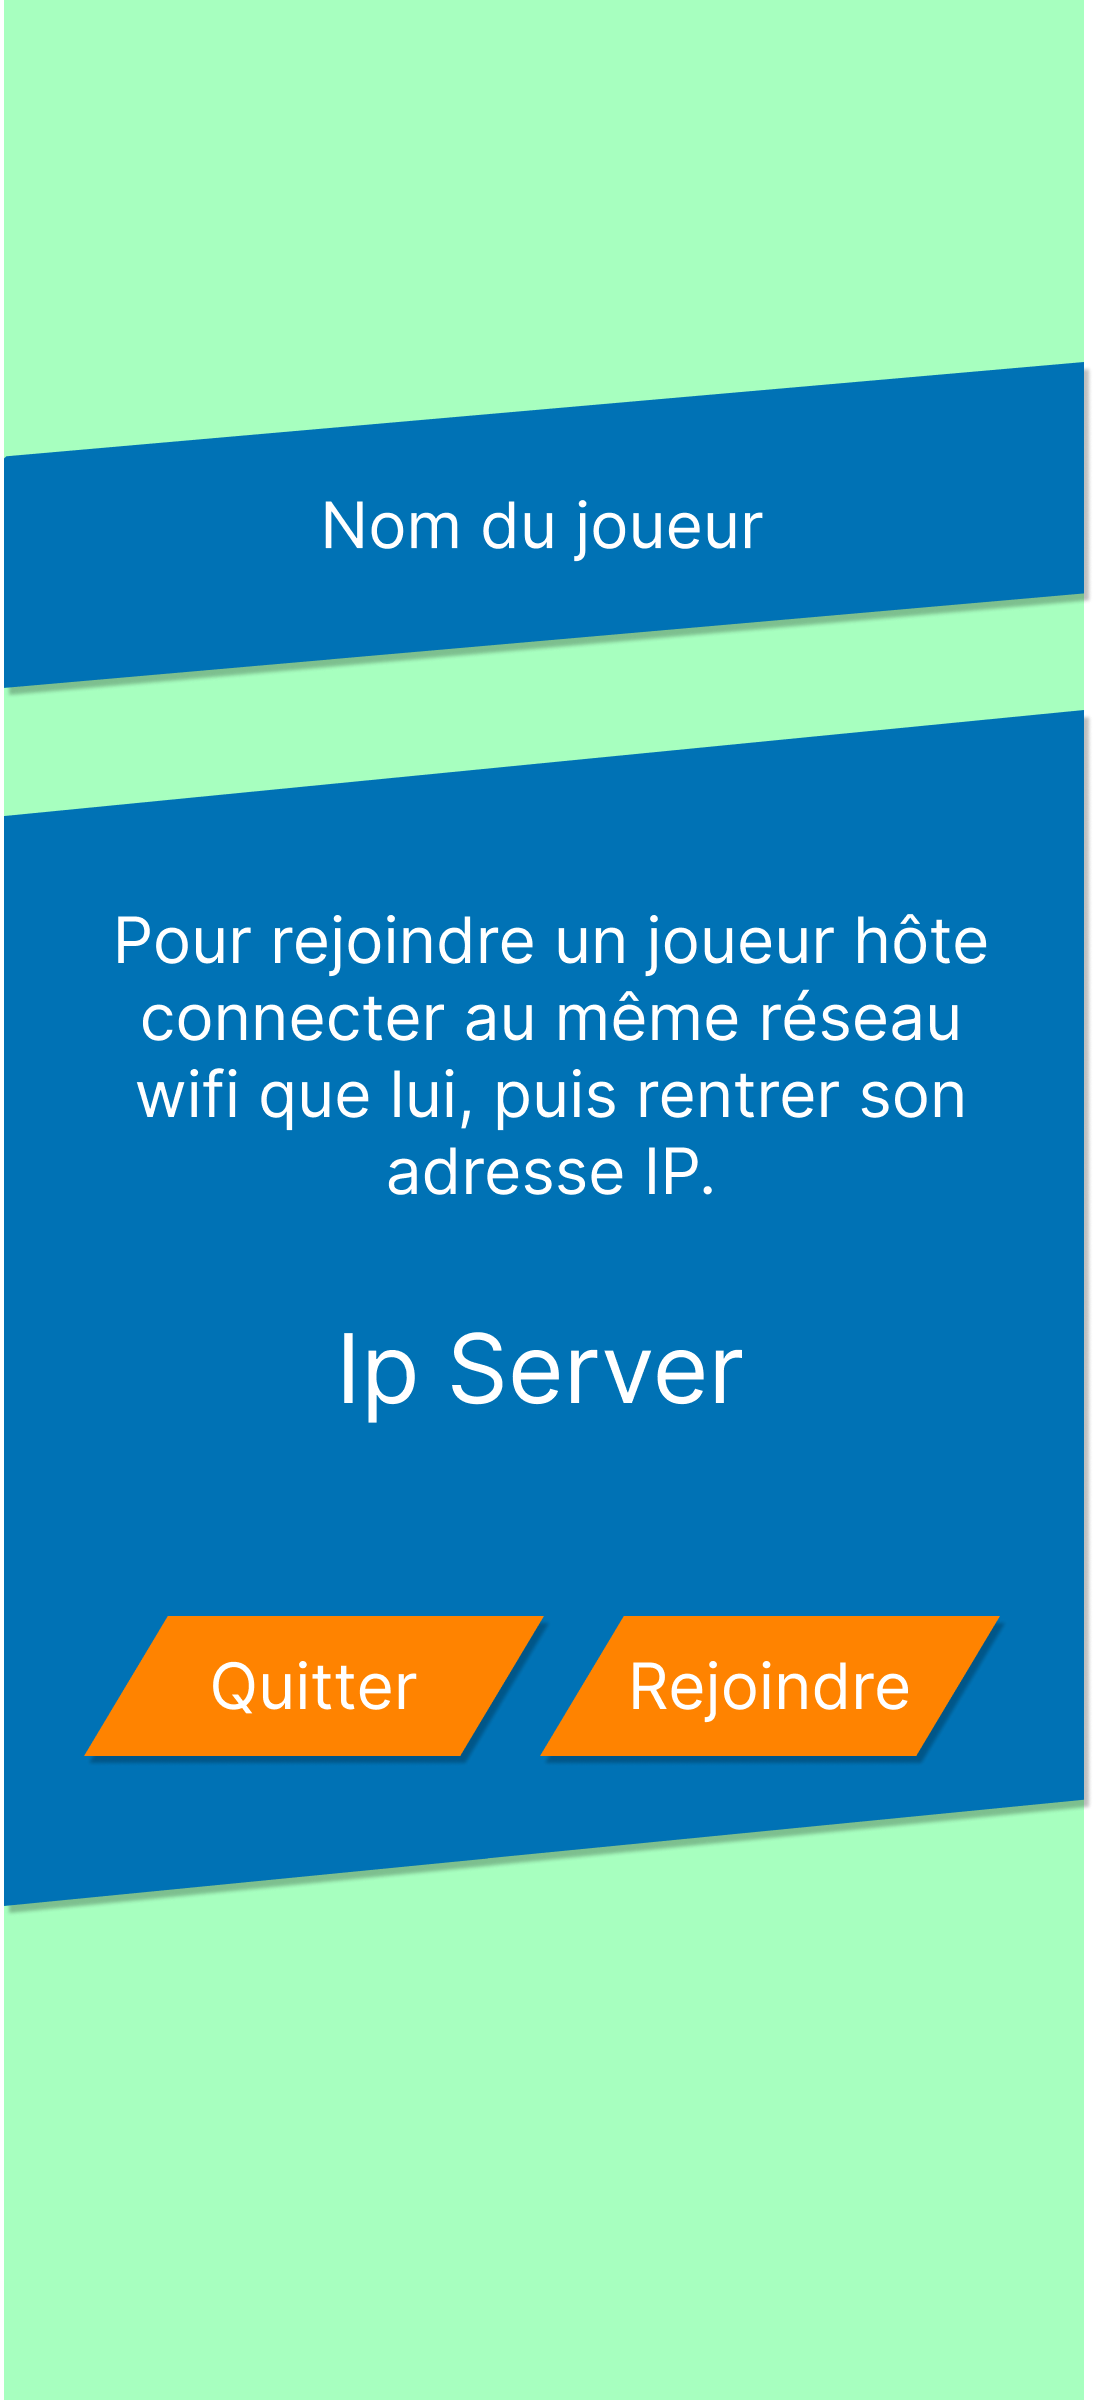 Nom du joueur
Pour rejoindre un joueur hôte
connecter au même réseau
wifi que lui, puis rentrer son
adresse IP.
Ip Server
Quitter
Rejoindre